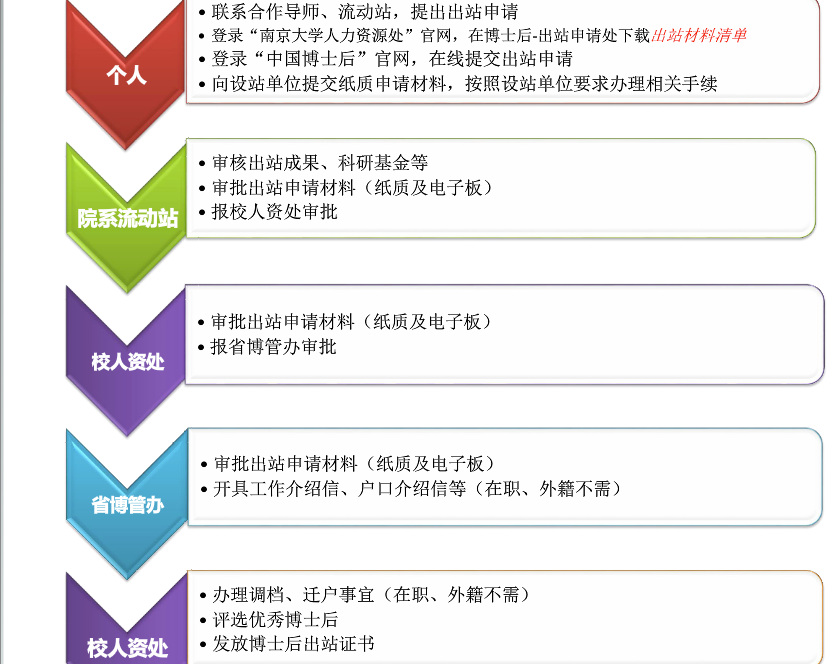 • 联系合作导师、流动站，提出出站申请
• 登录“南京大学人力资源处”官网，在博士后-出站申请处下载出站材料清单
• 登录“中国博士后”官网，在线提交出站申请
• 向设站单位提交纸质申请材料，按照设站单位要求办理相关手续
个人
• 审核出站成果、科研基金等
• 审批出站申请材料（纸质及电子板）
• 报校人资处审批
院系流动站
• 审批出站申请材料（纸质及电子板）
• 报省博管办审批
校人资处
• 审批出站申请材料（纸质及电子板）
• 开具工作介绍信、户口介绍信等（在职、外籍不需）
省博管办
• 办理调档、迁户事宜（在职、外籍不需）
• 评选优秀博士后
• 发放博士后出站证书
校人资处